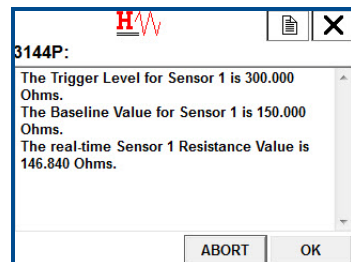 H
3144P:
The Trigger Level for Sensor 1 is 300.000
Ohms.
The Baseline Value for Sensor 1 is 150.000
Ohms.
The real-time Sensor 1 Resistance Value is
146.840 Ohms.
ABORT OK